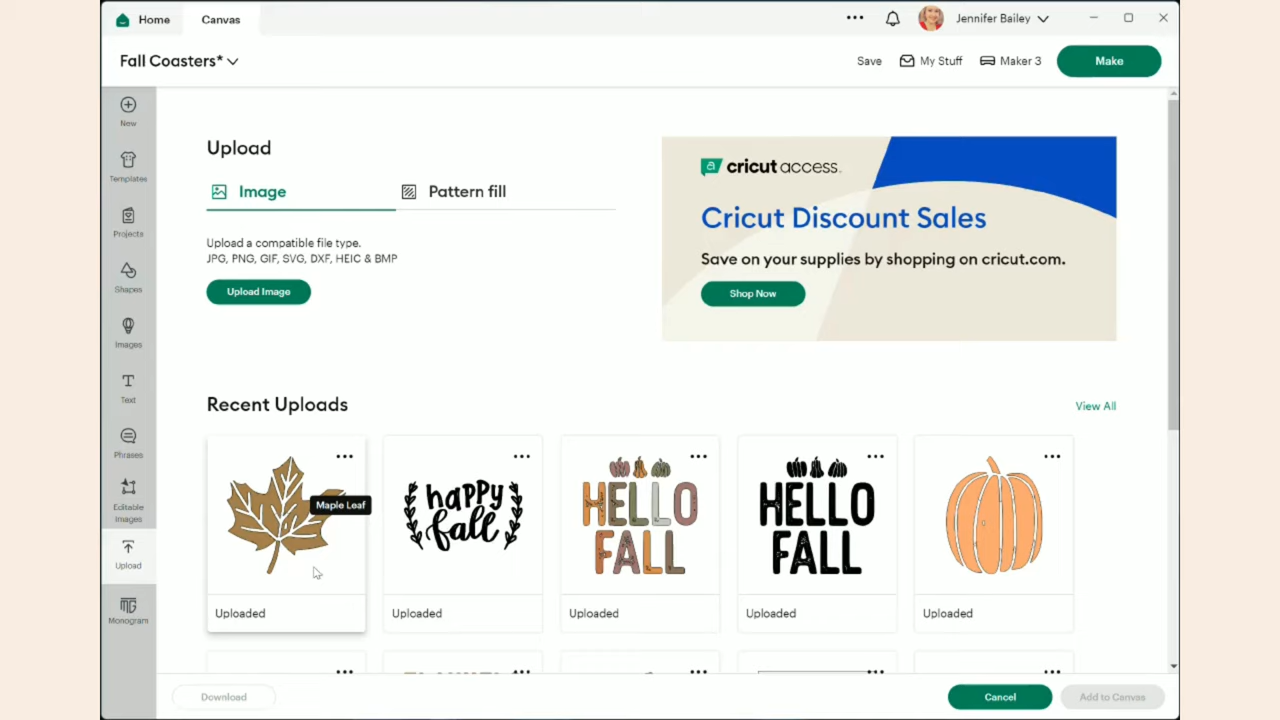 Home
Canvas
Jennifer Bailey
Fall Coasters*
Save
My Stuff
Maker 3
Make
New
Templates
Projects
Shapes
Images
Text
Phrases
Editable
Images
Upload
Monogram
Upload
Image
Pattern fill
Upload a compatible file type.
JPG, PNG, GIF, SVG, DXF, HEIC & BMP
Upload Image
cricut access.
Cricut Discount Sales
Save on your supplies by shopping on cricut.com.
Shop Now
Recent Uploads
View All
Maple Leaf
happy
fall
HELLO
FALL
HELLO
FALL
Uploaded
Uploaded
Uploaded
Uploaded
Uploaded
Download
Cancel
Add to Canvas